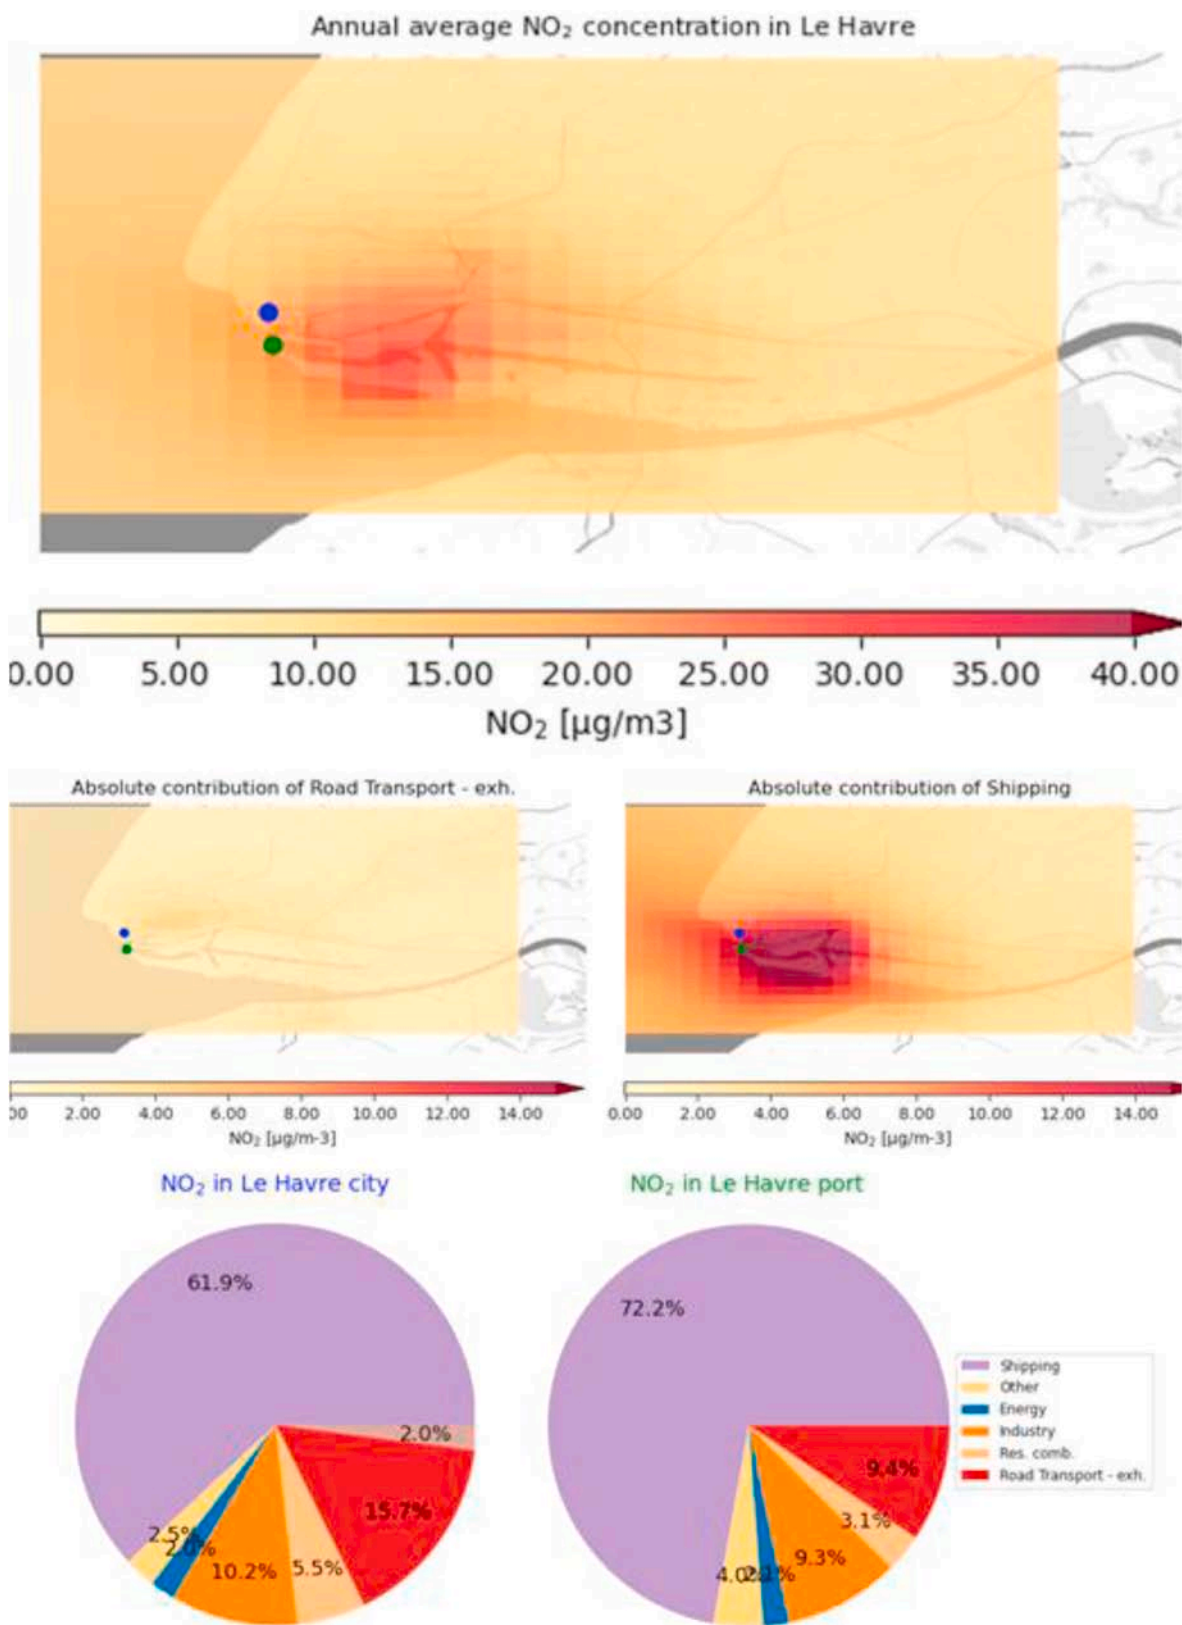 Annual average NO₂ concentration in Le Havre
0.00 5.00 10.00 15.00 20.00 25.00 30.00 35.00 40.00
NO₂ [µg/m3]
Absolute contribution of Road Transport - exh.
Absolute contribution of Shipping
00 2.00 4.00 6.00 8.00 10.00 12.00 14.00
0.00 2.00 4.00 6.00 8.00 10.00 12.00 14.00
NO₂ [µg/m-3]
NO₂ [µg/m-3]
NO₂ in Le Havre city
NO₂ in Le Havre port
61.9%
2.0%
15.7%
5.5%
10.2%
2.0%
2.5%
72.2%
9.4%
3.1%
9.3%
2.1%
4.0%
Shipping
Other
Energy
Industry
Res. comb.
Road Transport - exh.